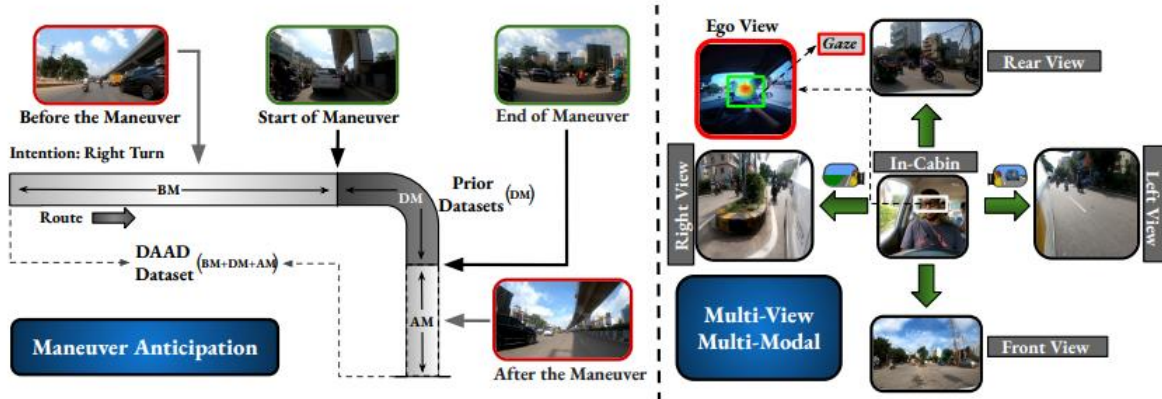 Before the Maneuver
Start of Maneuver
End of Maneuver
Intention: Right Turn
BM
Route
DM
Prior
Datasets (DM)
DAAD
Dataset (BM+DM+AM)
AM
Maneuver Anticipation
After the Maneuver
Ego View
Gaze
Rear View
In-Cabin
Right View
Left View
Multi-View
Multi-Modal
Front View